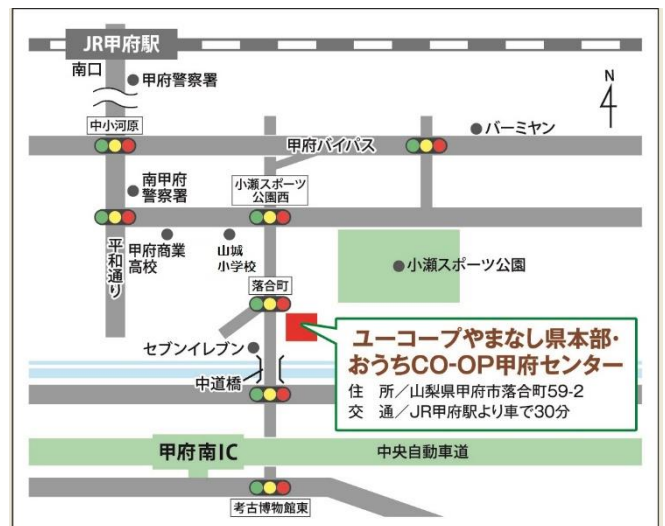 JR甲府駅
南口
甲府警察署
N
中小河原
甲府バイパス
バーミヤン
南甲府
警察署
小瀬スポーツ
公園西
平和通り
甲府商業
高校
山城
小学校
小瀬スポーツ公園
落合町
セブンイレブン
中道橋
ユーコープやまなし県本部・
おうちCO-OP甲府センター
住　所／山梨県甲府市落合町59-2
交　通／JR甲府駅より車で30分
甲府南IC
中央自動車道
考古博物館東